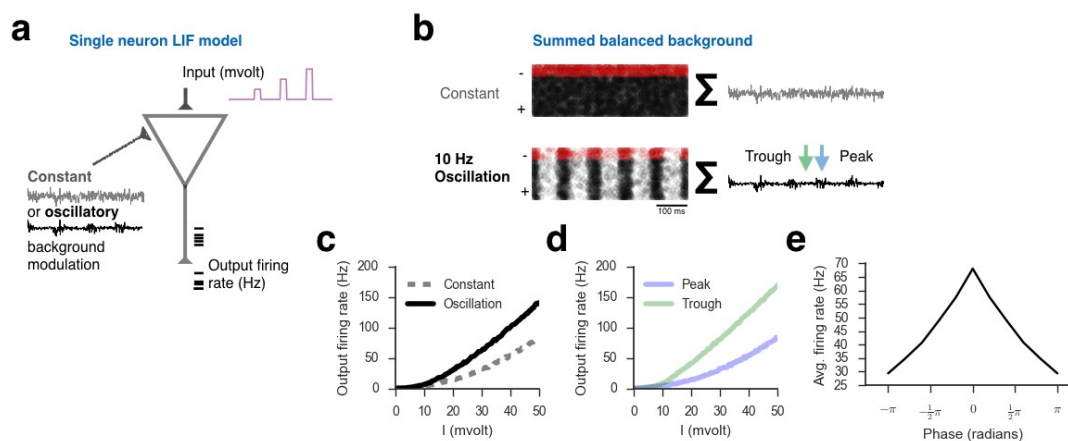 a
Single neuron LIF model
Input (mvolt)
Constant
or oscillatory
background
modulation
Output firing
rate (Hz)
b
Summed balanced background
Constant
-
+
Σ
10 Hz
Oscillation
-
+
100 ms
Σ
Trough
Peak
c
Output firing rate (Hz)
200
150
100
50
0
Constant
Oscillation
0 10 20 30 40 50
I (mvolt)
d
Output firing rate (Hz)
200
150
100
50
0
Peak
Trough
0 10 20 30 40 50
I (mvolt)
e
Avg. firing rate (Hz)
70
65
60
55
50
45
40
35
30
25
−π −½π 0 ½π π
Phase (radians)